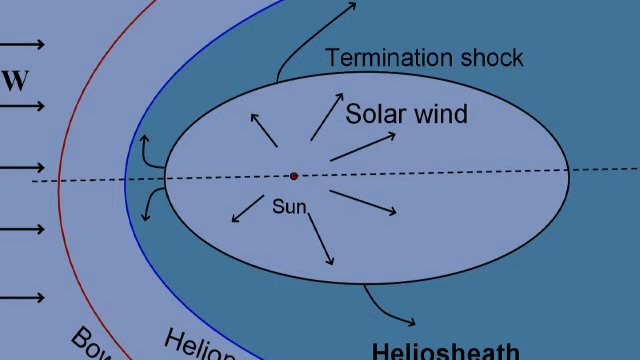 Termination shock
W
Solar wind
Sun
Heliosheath